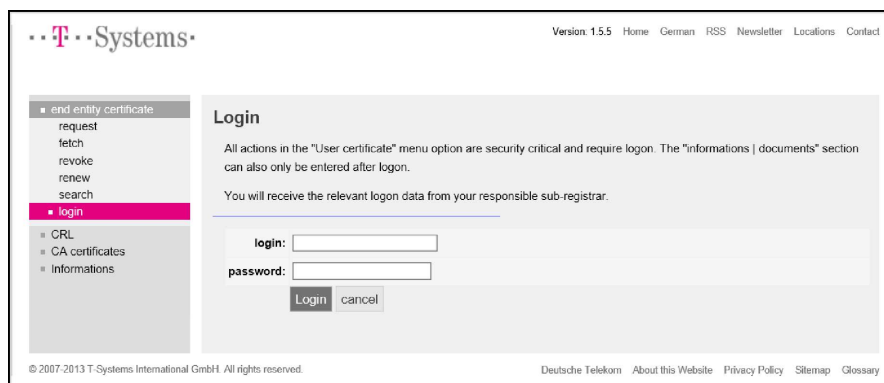 ··T··Systems·
Version: 1.5.5 Home German RSS Newsletter Locations Contact
end entity certificate
request
fetch
revoke
renew
search
login
CRL
CA certificates
Informations
Login
All actions in the "User certificate" menu option are security critical and require logon. The "informations | documents" section
can also only be entered after logon.
You will receive the relevant logon data from your responsible sub-registrar.
login:
password:
Login cancel
© 2007-2013 T-Systems International GmbH. All rights reserved.
Deutsche Telekom About this Website Privacy Policy Sitemap Glossary